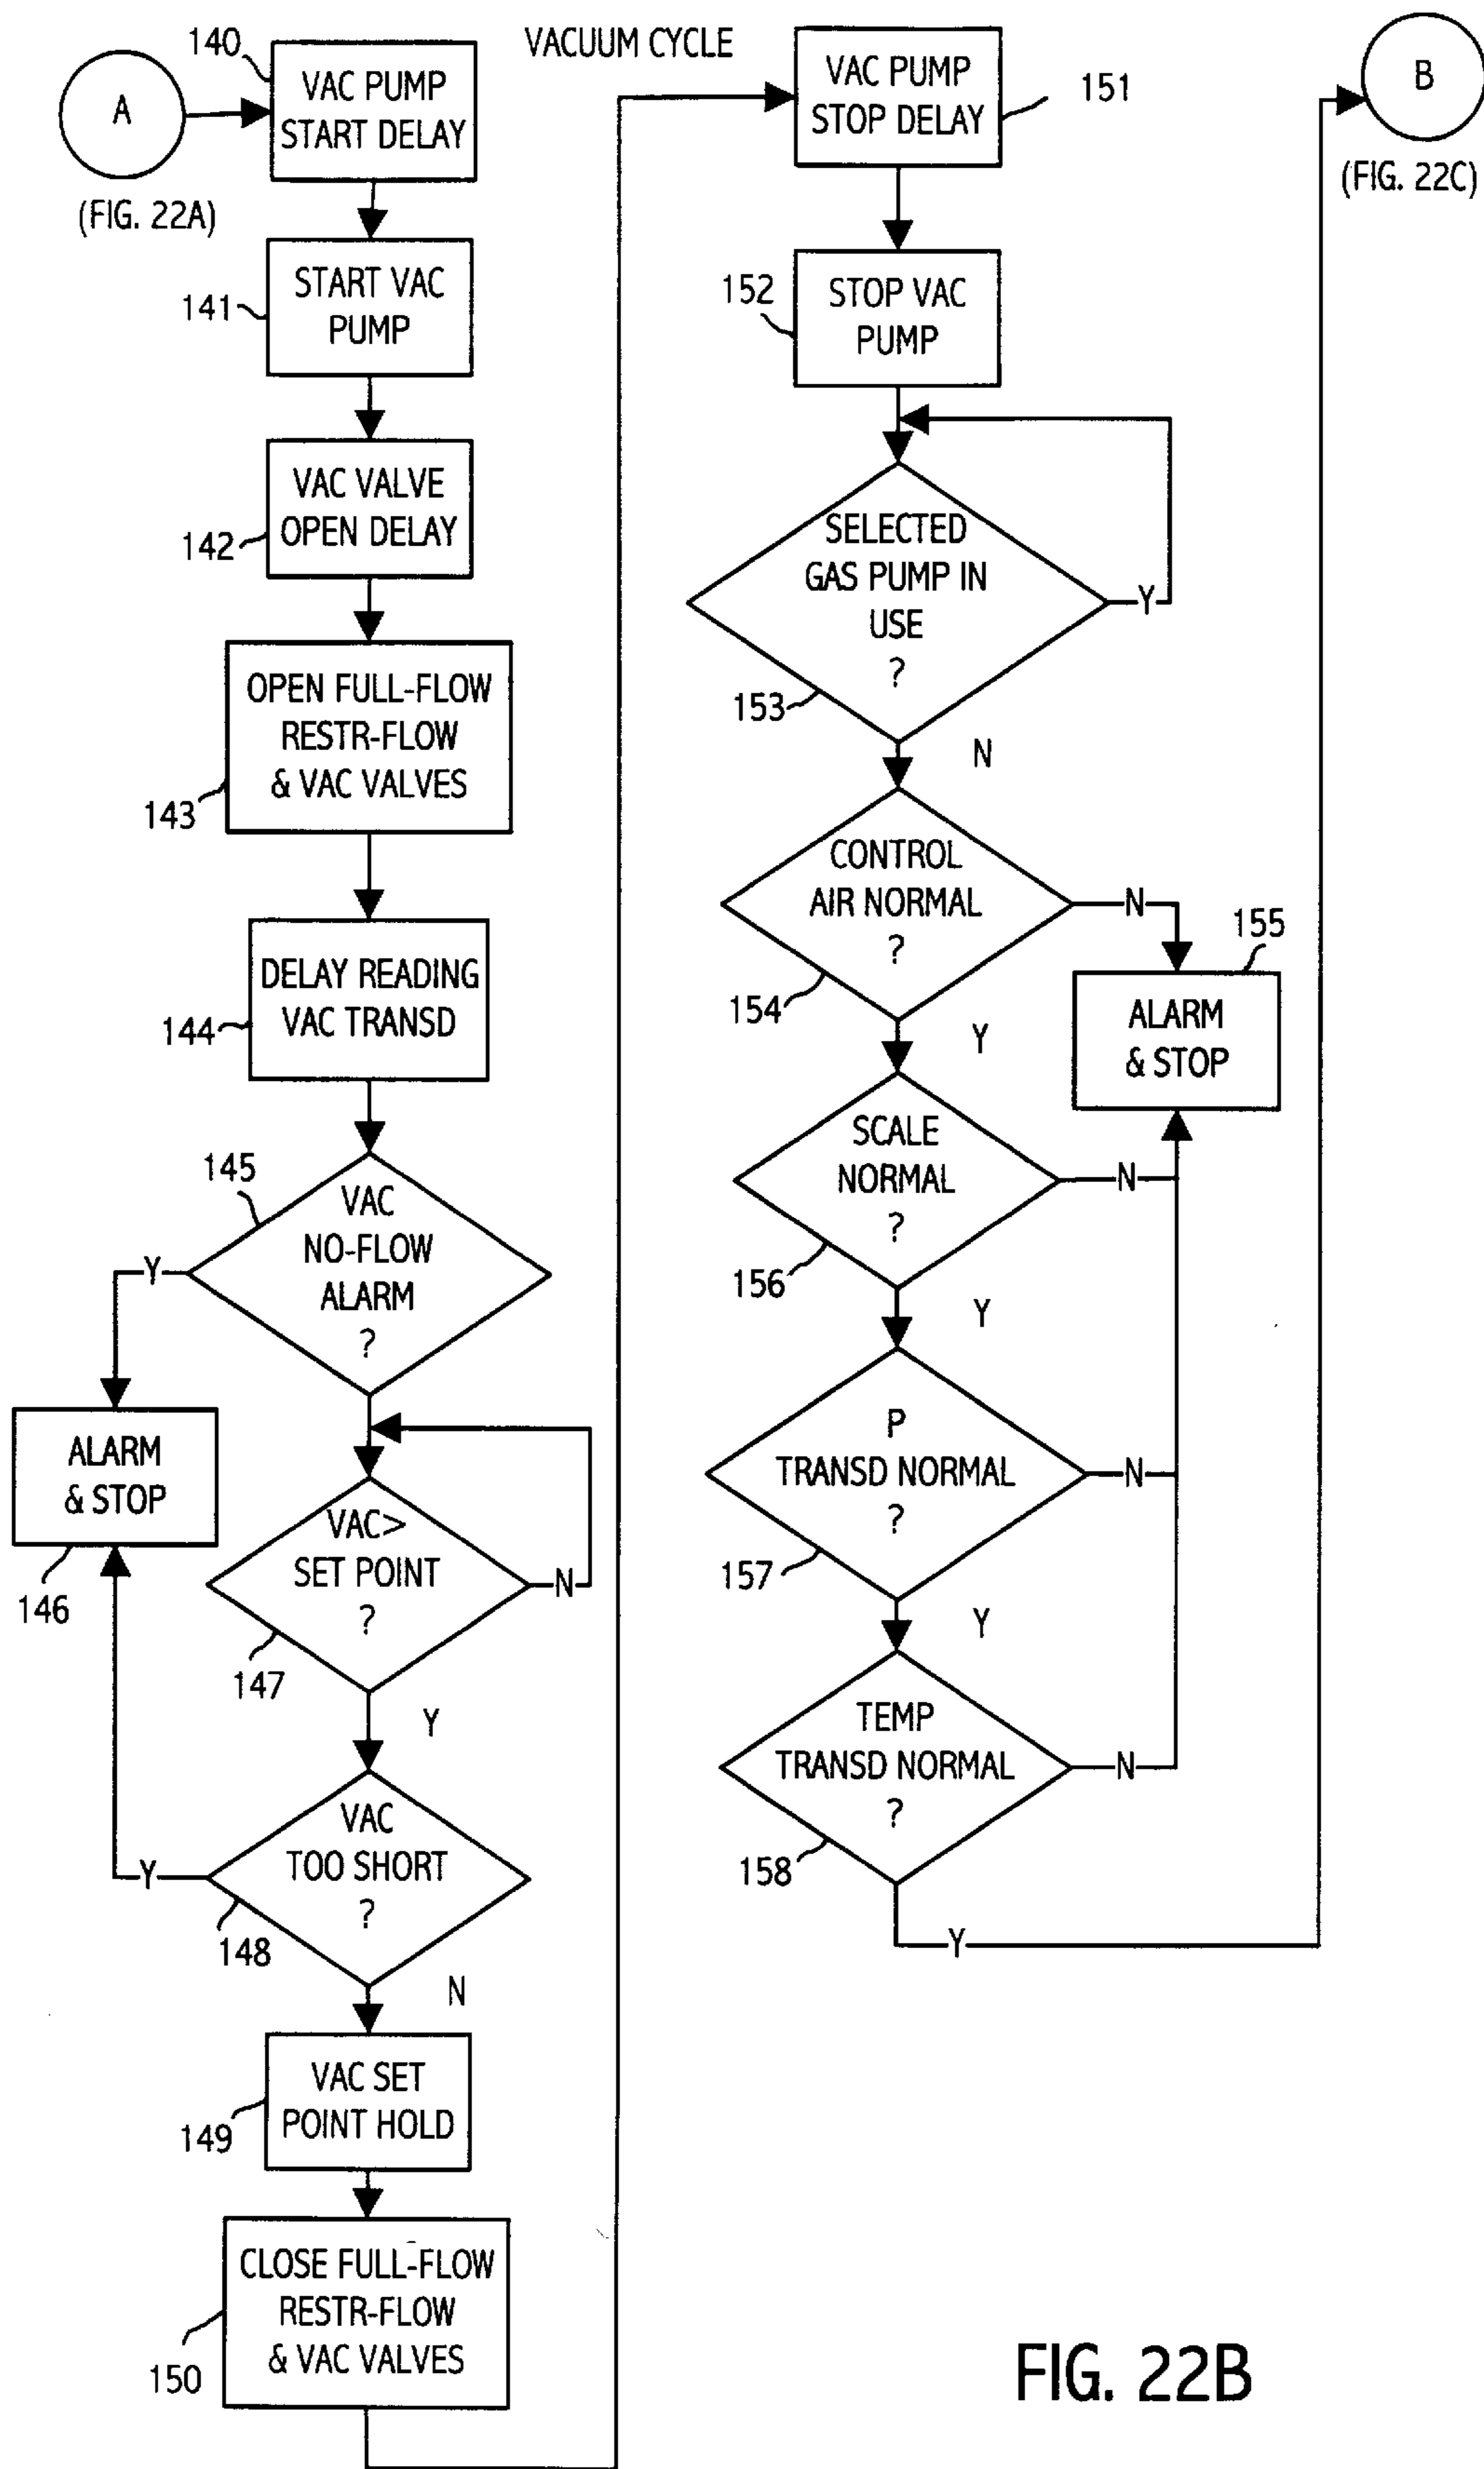 VACUUM CYCLE
A
(FIG. 22A)
140
VAC PUMP
START DELAY
141
START VAC
PUMP
142
VAC VALVE
OPEN DELAY
143
OPEN FULL-FLOW
RESTR-FLOW
& VAC VALVES
144
DELAY READING
VAC TRANSD
145
VAC
NO-FLOW
ALARM
?
Y
ALARM
& STOP
146
VAC>
SET POINT
?
N
147
Y
VAC
TOO SHORT
?
Y
148
N
VAC SET
POINT HOLD
149
CLOSE FULL-FLOW
RESTR-FLOW
& VAC VALVES
150
VAC PUMP
STOP DELAY
151
152
STOP VAC
PUMP
SELECTED
GAS PUMP IN
USE
?
Y
153
N
CONTROL
AIR NORMAL
?
N
154
155
ALARM
& STOP
Y
SCALE
NORMAL
?
N
156
Y
P
TRANSD NORMAL
?
N
157
Y
TEMP
TRANSD NORMAL
?
N
158
Y
B
(FIG. 22C)
FIG. 22B